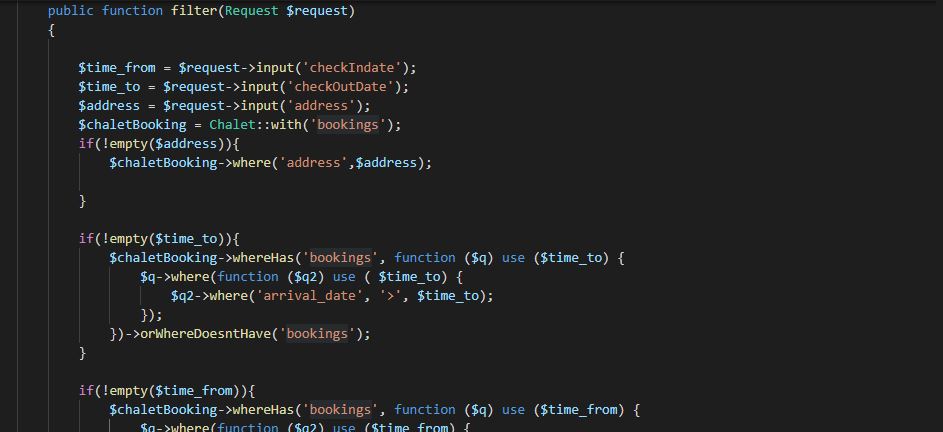 public function filter(Request $request)
{
$time_from = $request->input('checkIndate');
$time_to = $request->input('checkOutDate');
$address = $request->input('address');
$chaletBooking = Chalet::with('bookings');
if(!empty($address)){
$chaletBooking->where('address',$address);
}
if(!empty($time_to)){
$chaletBooking->whereHas('bookings', function ($q) use ($time_to) {
$q->where(function ($q2) use ( $time_to) {
$q2->where('arrival_date', '>', $time_to);
});
})->orWhereDoesntHave('bookings');
}
if(!empty($time_from)){
$chaletBooking->whereHas('bookings', function ($q) use ($time_from) {
$q->where(function ($q2) use ($time_from) {